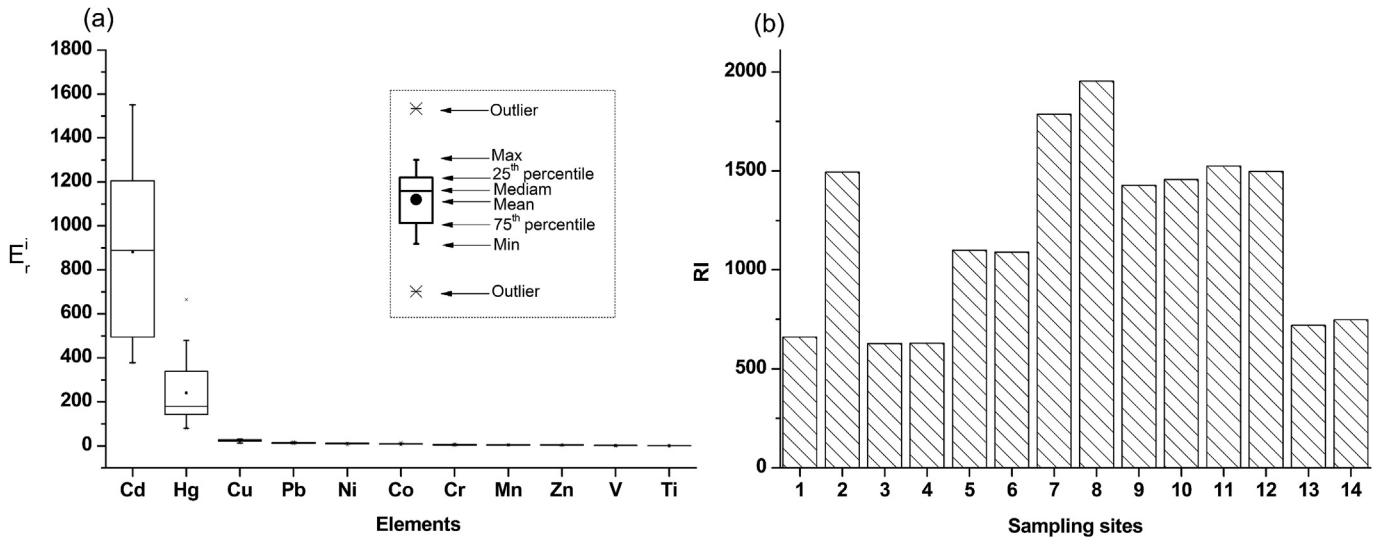 (a)
1800
1600
1400
1200
1000
800
600
400
200
0
E_r^i
Outlier
Max
25th percentile
Mediam
Mean
75th percentile
Min
Outlier
Cd Hg Cu Pb Ni Co Cr Mn Zn V Ti
Elements
(b)
2000
1500
1000
500
0
RI
1 2 3 4 5 6 7 8 9 10 11 12 13 14
Sampling sites